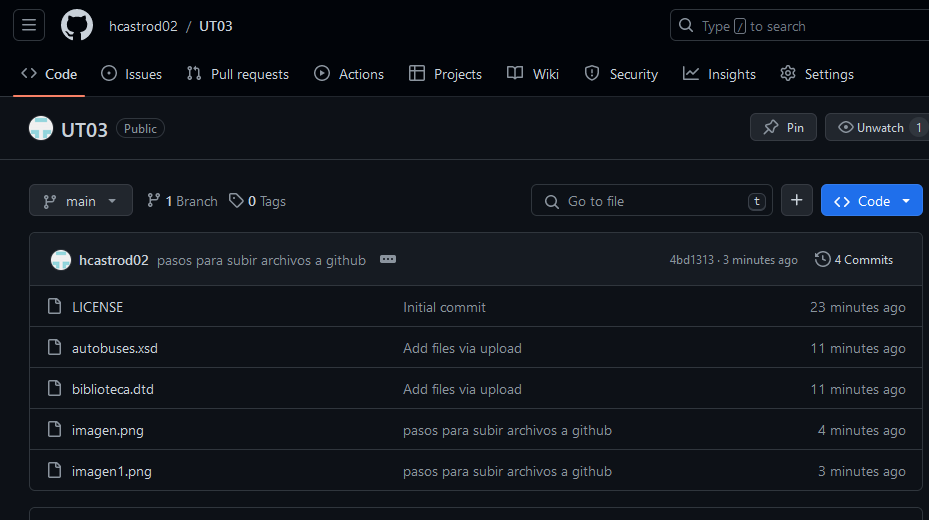 hcastrod02 / UT03 Type / to search
Code Issues Pull requests Actions Projects Wiki Security Insights Settings
UT03 Public Pin Unwatch 1
main 1 Branch 0 Tags Go to file t + Code
hcastrod02 pasos para subir archivos a github 4bd1313 · 3 minutes ago 4 Commits
LICENSE Initial commit 23 minutes ago
autobuses.xsd Add files via upload 11 minutes ago
biblioteca.dtd Add files via upload 11 minutes ago
imagen.png pasos para subir archivos a github 4 minutes ago
imagen1.png pasos para subir archivos a github 3 minutes ago